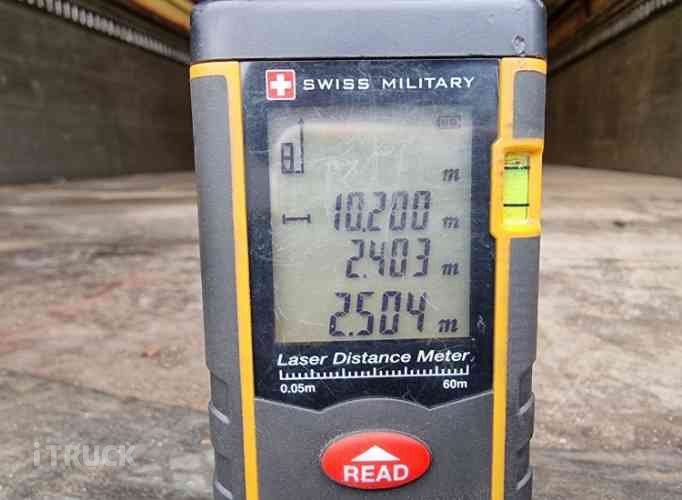 SWISS MILITARY
m
10.200 m
2.403 m
2.504 m
Laser Distance Meter
0.05m 60m
READ
iTRUCK